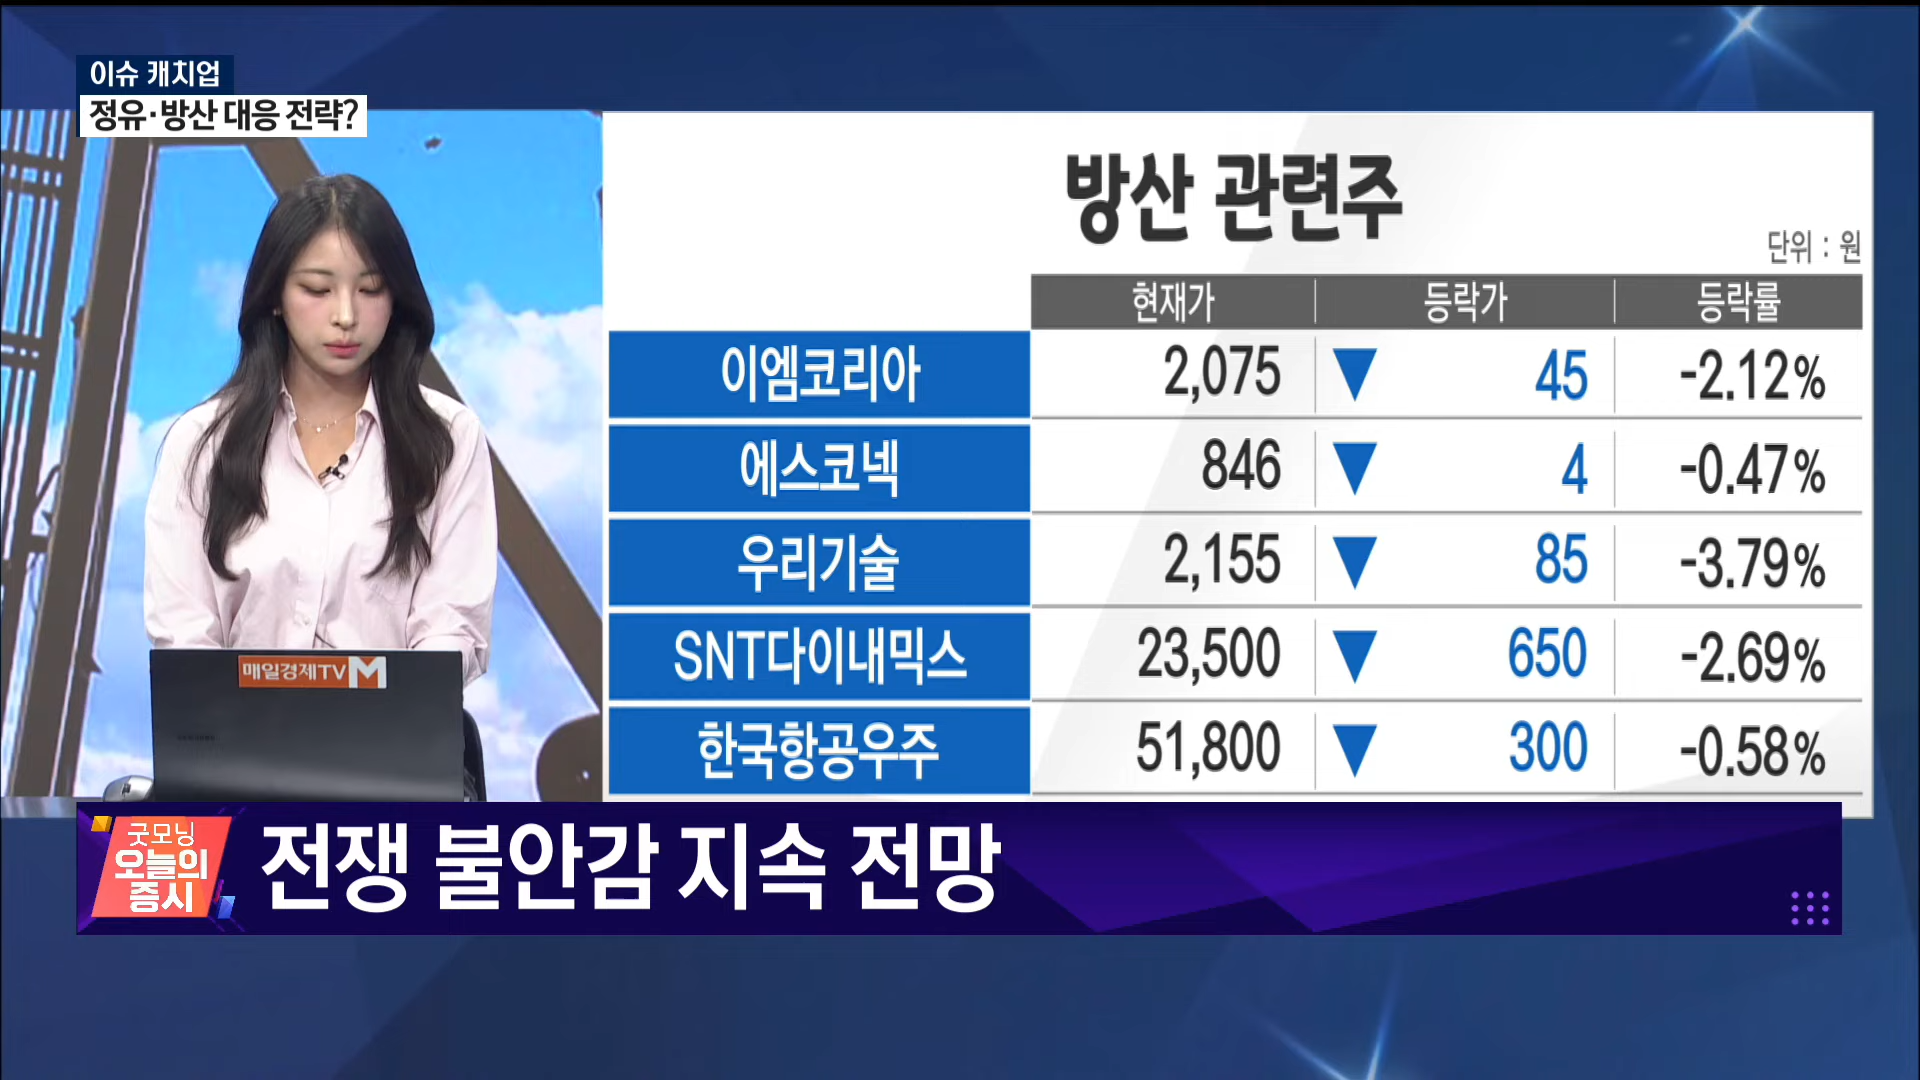 이슈 캐치업
정유·방산 대응 전략?
방산 관련주
단위 : 원
현재가 등락가 등락률
이엠코리아 2,075 ▼ 45 -2.12%
에스코넥 846 ▼ 4 -0.47%
우리기술 2,155 ▼ 85 -3.79%
SNT다이내믹스 23,500 ▼ 650 -2.69%
한국항공우주 51,800 ▼ 300 -0.58%
매일경제TV M
굿모닝
오늘의
증시
전쟁 불안감 지속 전망